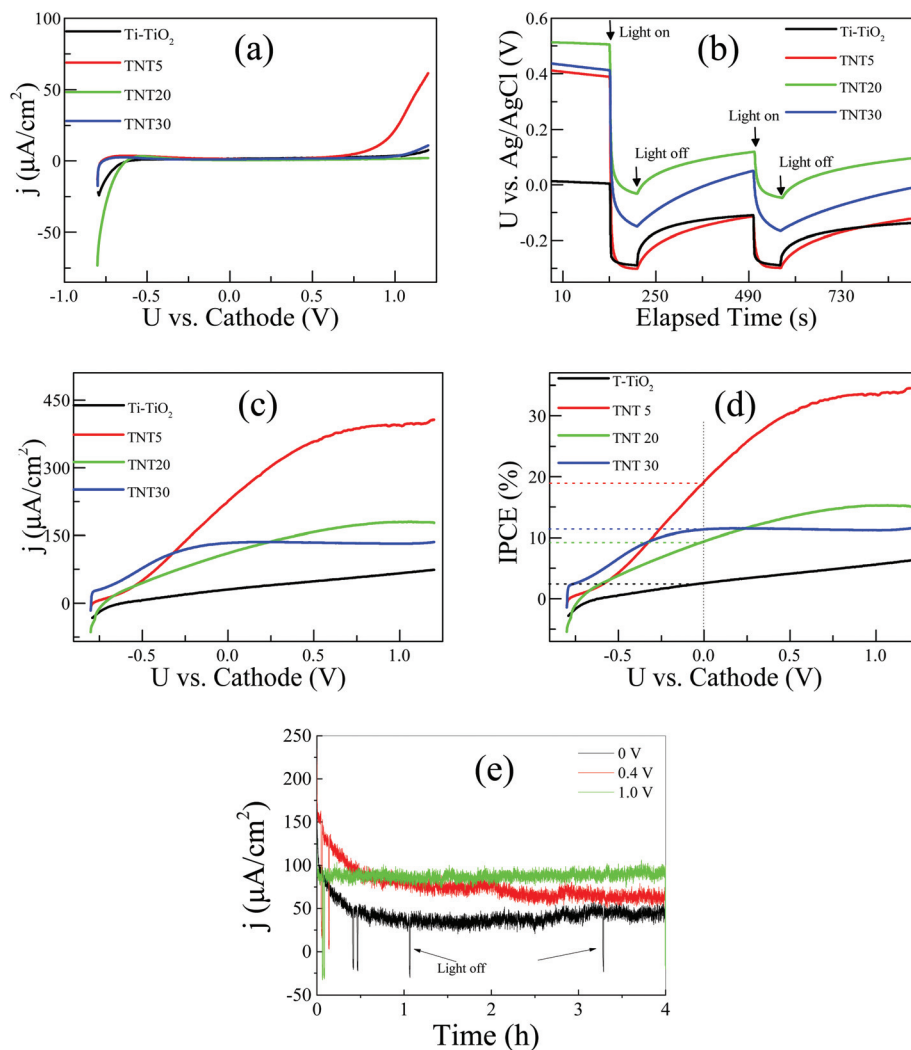 (a)
Ti-TiO₂
TNT5
TNT20
TNT30
100
50
0
-50
j (μA/cm²)
-1.0 -0.5 0.0 0.5 1.0
U vs. Cathode (V)
(b)
Light on
Light off
Light on
Light off
Ti-TiO₂
TNT5
TNT20
TNT30
0.6
0.4
0.2
0.0
-0.2
U vs. Ag/AgCl (V)
10 250 490 730
Elapsed Time (s)
(c)
Ti-TiO₂
TNT5
TNT20
TNT30
450
300
150
0
j (μA/cm²)
-0.5 0.0 0.5 1.0
U vs. Cathode (V)
(d)
T-TiO₂
TNT 5
TNT 20
TNT 30
30
20
10
0
IPCE (%)
-0.5 0.0 0.5 1.0
U vs. Cathode (V)
(e)
0 V
0.4 V
1.0 V
250
200
150
100
50
0
-50
j (μA/cm²)
Light off
0 1 2 3 4
Time (h)